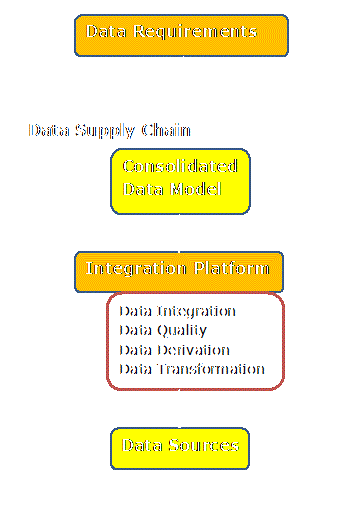 Data Requirements
Data Supply Chain
Consolidated
Data Model
Integration Platform
Data Integration
Data Quality
Data Derivation
Data Transformation
Data Sources